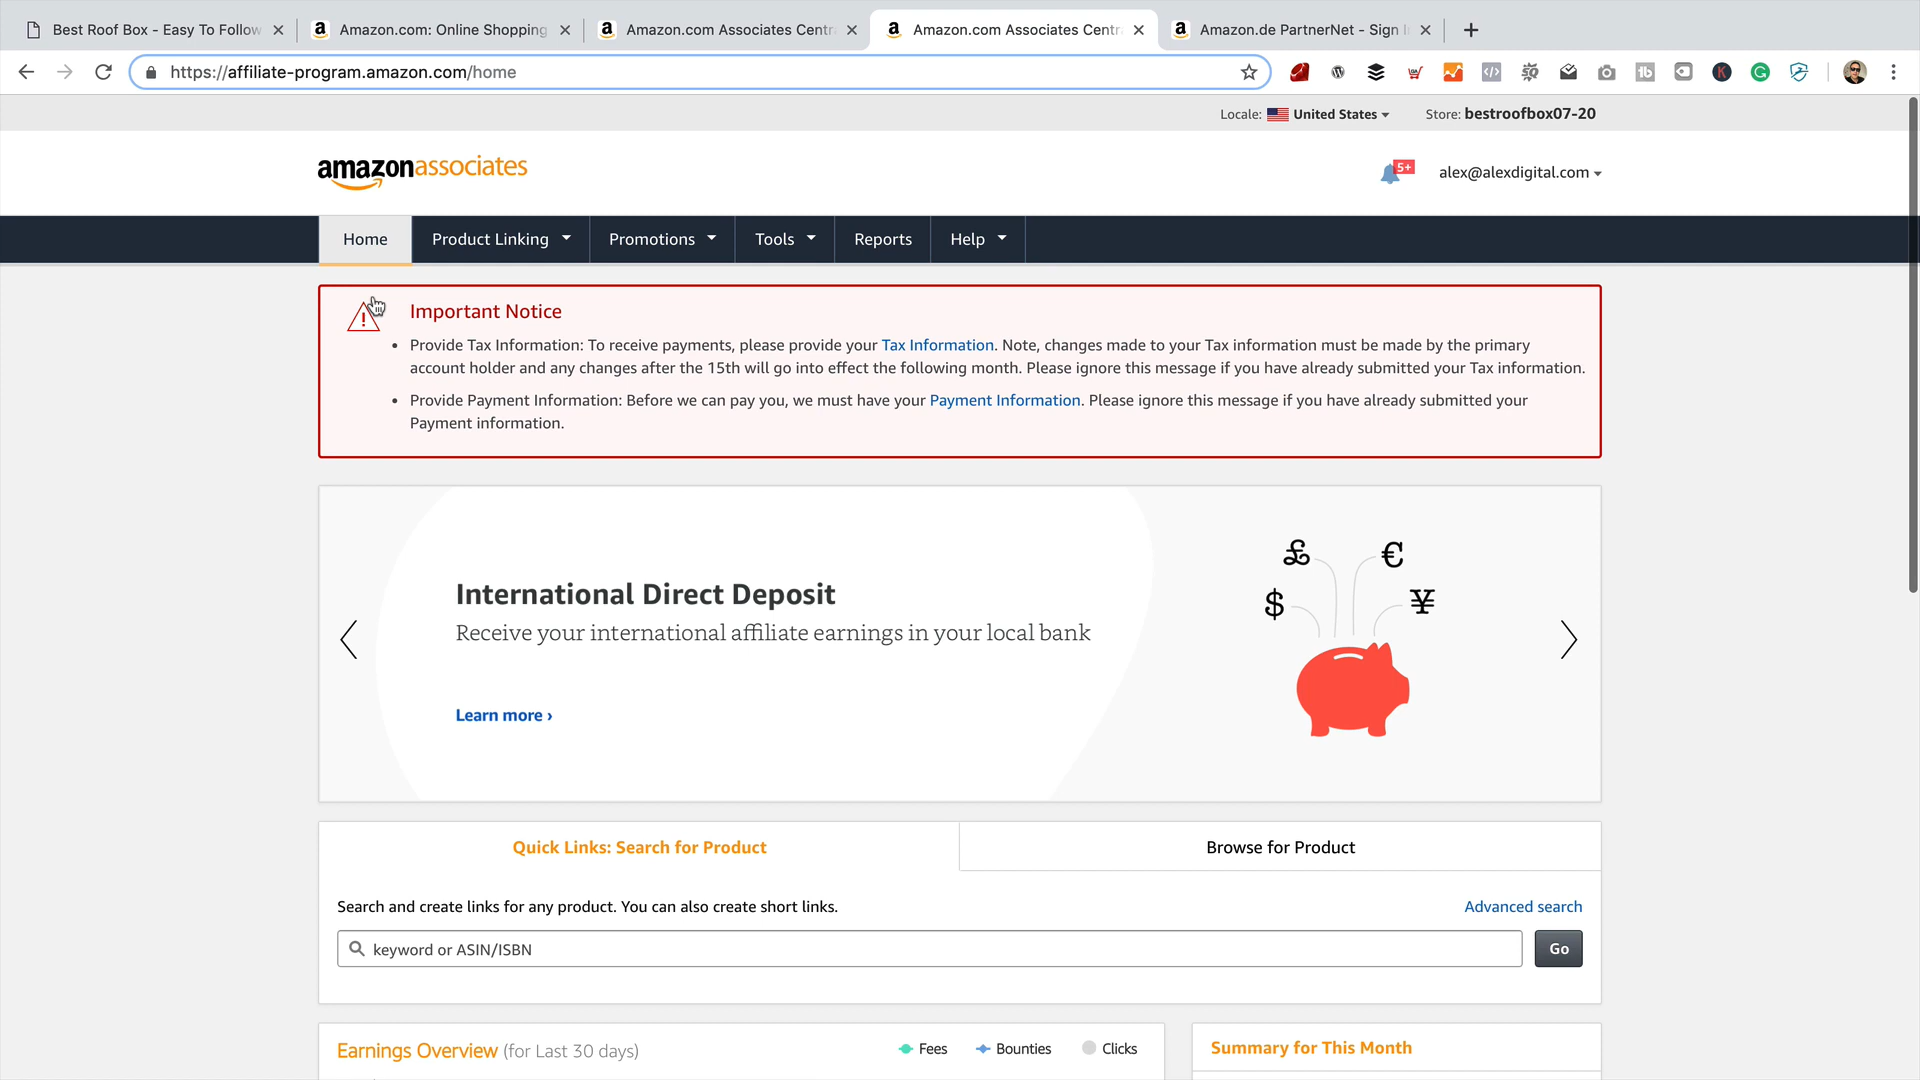 Best Roof Box - Easy To Follow
Amazon.com: Online Shopping
Amazon.com Associates Centr
Amazon.com Associates Centr
Amazon.de PartnerNet - Sign I
https://affiliate-program.amazon.com/home
Locale: United States
Store: bestroofbox07-20
amazonassociates
5+
alex@alexdigital.com
Home
Product Linking
Promotions
Tools
Reports
Help
Important Notice
• Provide Tax Information: To receive payments, please provide your Tax Information. Note, changes made to your Tax information must be made by the primary
account holder and any changes after the 15th will go into effect the following month. Please ignore this message if you have already submitted your Tax information.
• Provide Payment Information: Before we can pay you, we must have your Payment Information. Please ignore this message if you have already submitted your
Payment information.
£ €
$ ¥
International Direct Deposit
Receive your international affiliate earnings in your local bank
Learn more ›
Quick Links: Search for Product
Browse for Product
Search and create links for any product. You can also create short links.
Advanced search
keyword or ASIN/ISBN
Go
Earnings Overview (for Last 30 days)
Fees
Bounties
Clicks
Summary for This Month